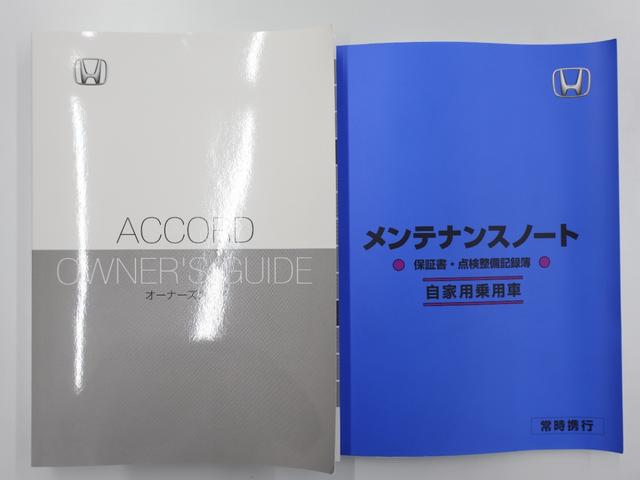 ACCORD
OWNER'S GUIDE
オーナーズ
メンテナンスノート
保証書・点検整備記録簿
自家用乗用車
常時携行